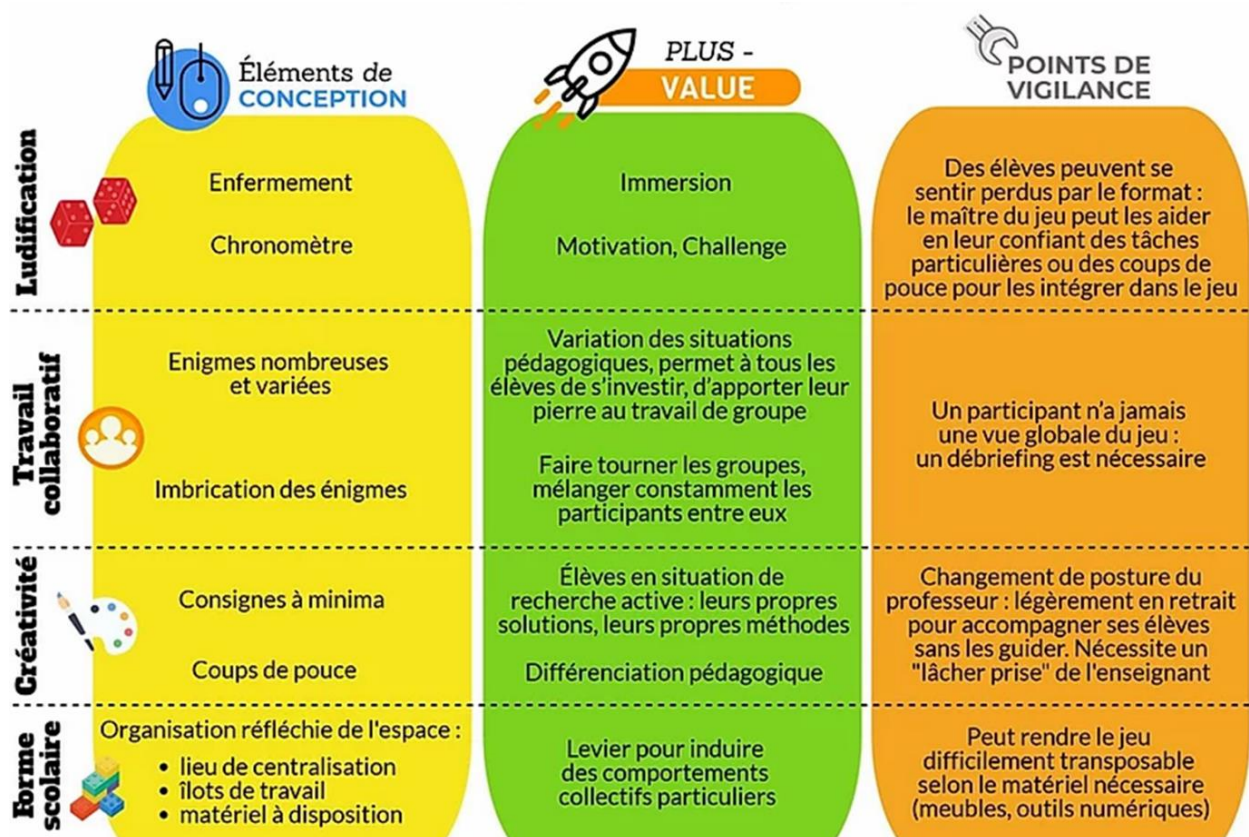 Éléments de
CONCEPTION
PLUS -
VALUE
POINTS DE
VIGILANCE
Ludification
Enfermement
Chronomètre
Immersion
Motivation, Challenge
Des élèves peuvent se
sentir perdus par le format :
le maître du jeu peut les aider
en leur confiant des tâches
particulières ou des coups de
pouce pour les intégrer dans le jeu
Travail
collaboratif
Enigmes nombreuses
et variées
Imbrication des énigmes
Variation des situations
pédagogiques, permet à tous les
élèves de s'investir, d'apporter leur
pierre au travail de groupe
Faire tourner les groupes,
mélanger constamment les
participants entre eux
Un participant n'a jamais
une vue globale du jeu :
un débriefing est nécessaire
Créativité
Consignes à minima
Coups de pouce
Élèves en situation de
recherche active : leurs propres
solutions, leurs propres méthodes
Différenciation pédagogique
Changement de posture du
professeur : légèrement en retrait
pour accompagner ses élèves
sans les guider. Nécessite un
"lâcher prise" de l'enseignant
Forme
scolaire
Organisation réfléchie de l'espace :
• lieu de centralisation
• îlots de travail
• matériel à disposition
Levier pour induire
des comportements
collectifs particuliers
Peut rendre le jeu
difficilement transposable
selon le matériel nécessaire
(meubles, outils numériques)